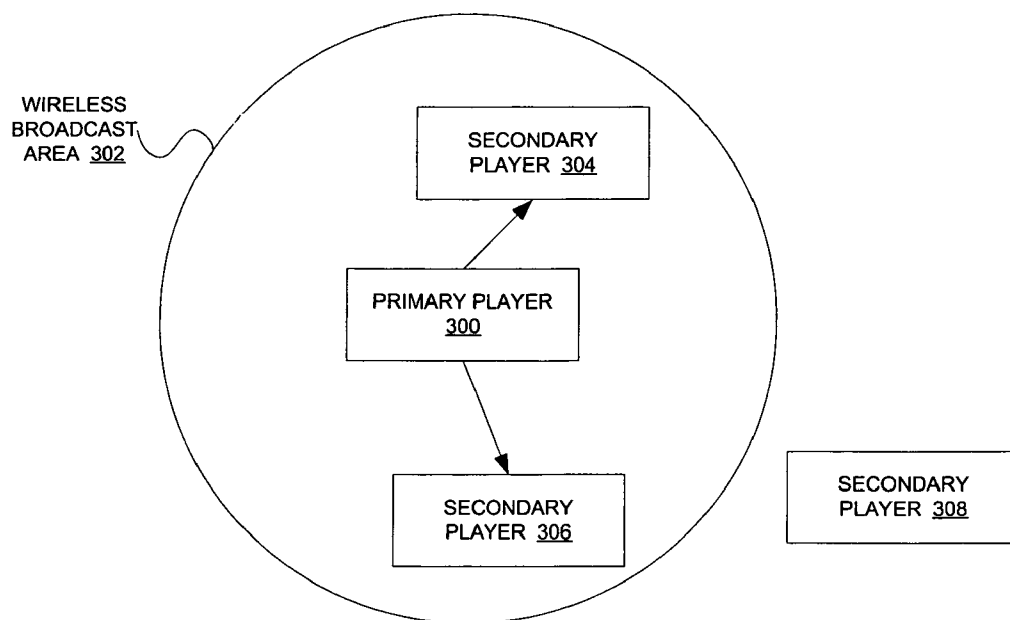 WIRELESS
BROADCAST
AREA 302
SECONDARY
PLAYER 304
PRIMARY PLAYER
300
SECONDARY
PLAYER 306
SECONDARY
PLAYER 308